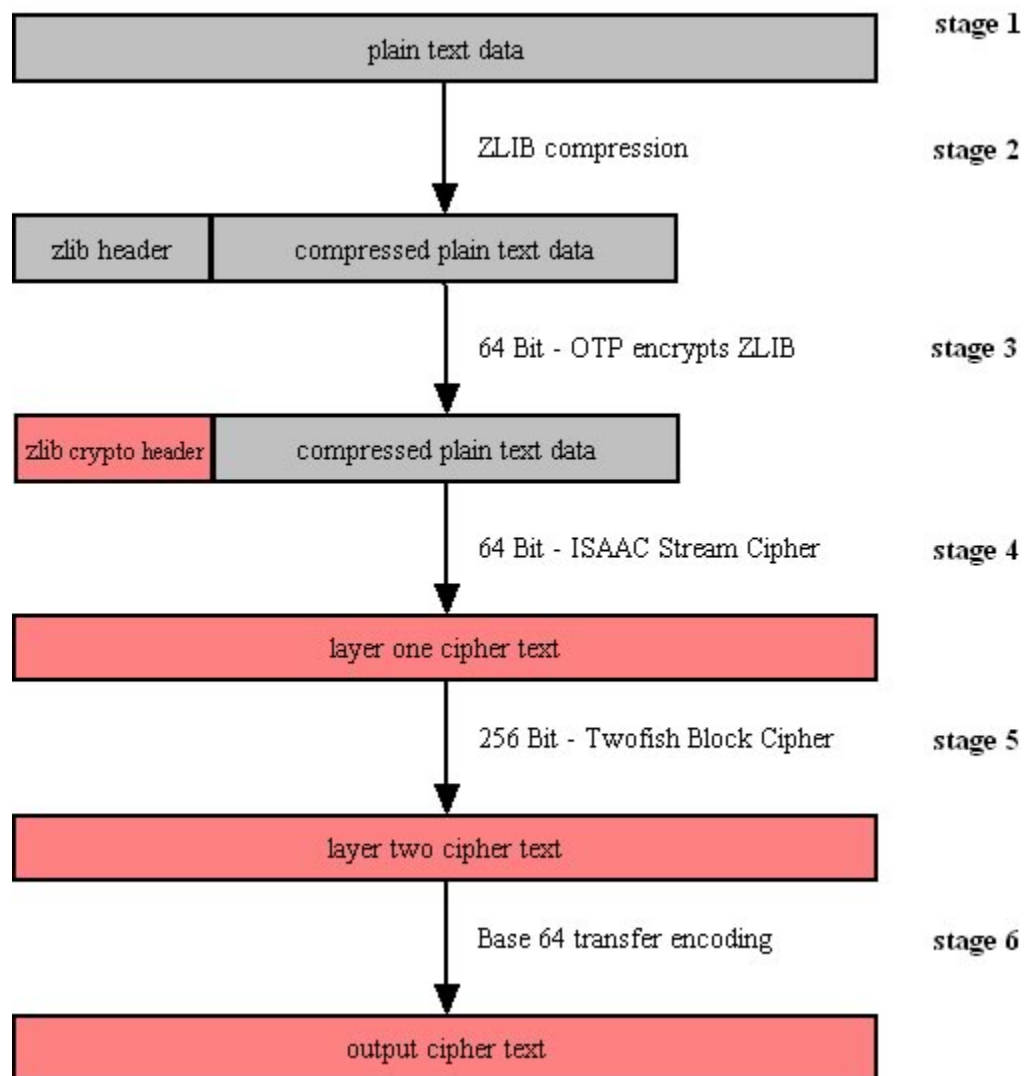 stage 1
plain text data
ZLIB compression
stage 2
zlib header
compressed plain text data
64 Bit - OTP encrypts ZLIB
stage 3
zlib crypto header
compressed plain text data
64 Bit - ISAAC Stream Cipher
stage 4
layer one cipher text
256 Bit - Twofish Block Cipher
stage 5
layer two cipher text
Base 64 transfer encoding
stage 6
output cipher text